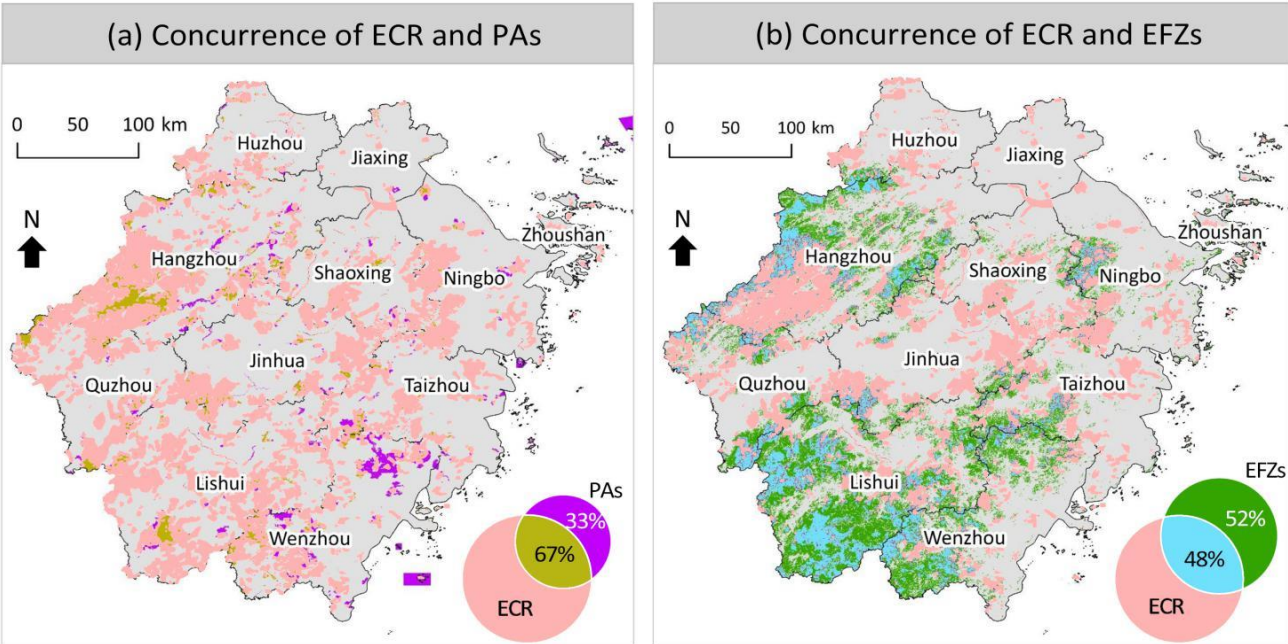 (a) Concurrence of ECR and PAs
0 50 100 km
Huzhou
Jiaxing
N
Zhoushan
Hangzhou
Shaoxing
Ningbo
Jinhua
Quzhou
Taizhou
Lishui
Wenzhou
PAs
33%
67%
ECR
(b) Concurrence of ECR and EFZs
0 50 100 km
Huzhou
Jiaxing
N
Zhoushan
Hangzhou
Shaoxing
Ningbo
Jinhua
Quzhou
Taizhou
Lishui
Wenzhou
EFZs
52%
48%
ECR